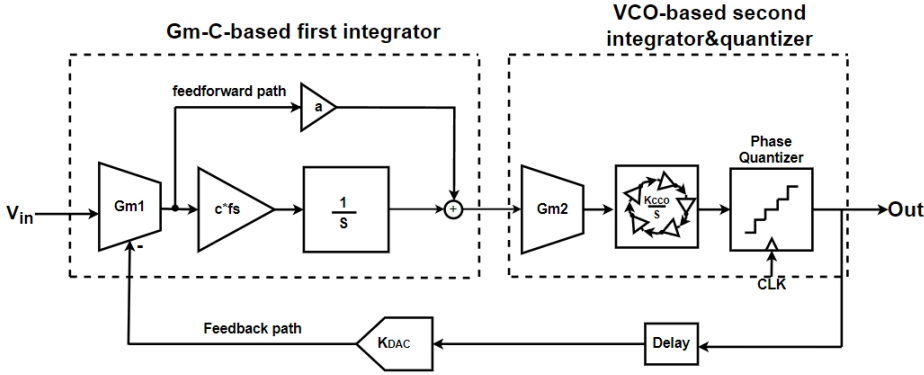 Gm-C-based first integrator
VCO-based second
integrator&quantizer
feedforward path
a
Phase
Quantizer
Vin
Gm1
c*fs
1
S
+
Gm2
Kcco
S
Out
-
CLK
Feedback path
KDAC
Delay